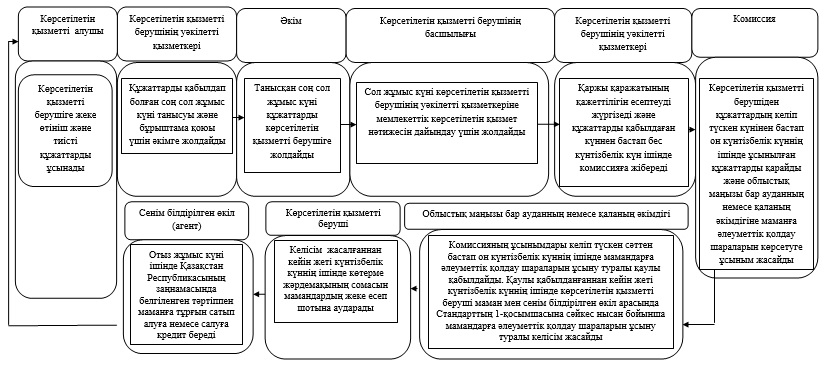 Көрсетілетін
қызметті алушы
Көрсетілетін қызметті
берушінің уәкілетті
қызметкері
Әкім
Көрсетілетін қызметті берушінің
басшылығы
Көрсетілетін қызметті
берушінің уәкілетті
қызметкері
Комиссия
Көрсетілетін
қызметті
берушіге жеке
өтініш және
тиісті
құжаттарды
ұсынады
Құжаттарды қабылдап
болған соң сол жұмыс
күні танысуы және
бұрыштама қоюы
үшін әкімге жолдайды
Танысқан соң сол
жұмыс күні
құжаттарды
көрсетілетін
қызметті берушіге
жолдайды
Сол жұмыс күні көрсетілетін қызметті
берушінің уәкілетті қызметкеріне
мемлекеттік көрсетілетін қызмет
нәтижесін дайындау үшін жолдайды
Қаржы қаражатының
қажеттілігін есептеуді
жүргізеді және
құжаттарды қабылдаған
күннен бастап бес
күнтізбелік күн ішінде
комиссияға жібереді
Көрсетілетін қызметті
берушіден
құжаттардың келіп
түскен күнінен бастап
он күнтізбелік күннің
ішінде ұсынылған
құжаттарды қарайды
және облыстық
маңызы бар ауданның
немесе қаланың
әкімдігіне маманға
әлеуметтік қолдау
шараларын көрсетуге
ұсыным жасайды
Сенім білдірілген өкіл
(агент)
Көрсетілетін қызметті
беруші
Облыстық маңызы бар ауданның немесе қаланың әкімдігі
Отыз жұмыс күні
ішінде Қазақстан
Республикасының
заңнамасында
белгіленген тәртіппен
маманға тұрғын сатып
алуға немесе салуға
кредит береді
Келісім жасалғаннан
кейін жеті күнтізбелік
күннің ішінде көтерме
жәрдемақының сомасын
мамандардың жеке есеп
шотына аударады
Комиссияның ұсынымдары келіп түскен сәттен
бастап он күнтізбелік күннің ішінде мамандарға
әлеуметтік қолдау шараларын ұсыну туралы қаулы
қабылдайды. Қаулы қабылданғаннан кейін жеті
күнтізбелік күннің ішінде көрсетілетін қызметті
беруші маман мен сенім білдірілген өкіл арасында
Стандарттың 1-қосымшасына сәйкес нысан бойынша
мамандарға әлеуметтік қолдау шараларын ұсыну
туралы келісім жасайды